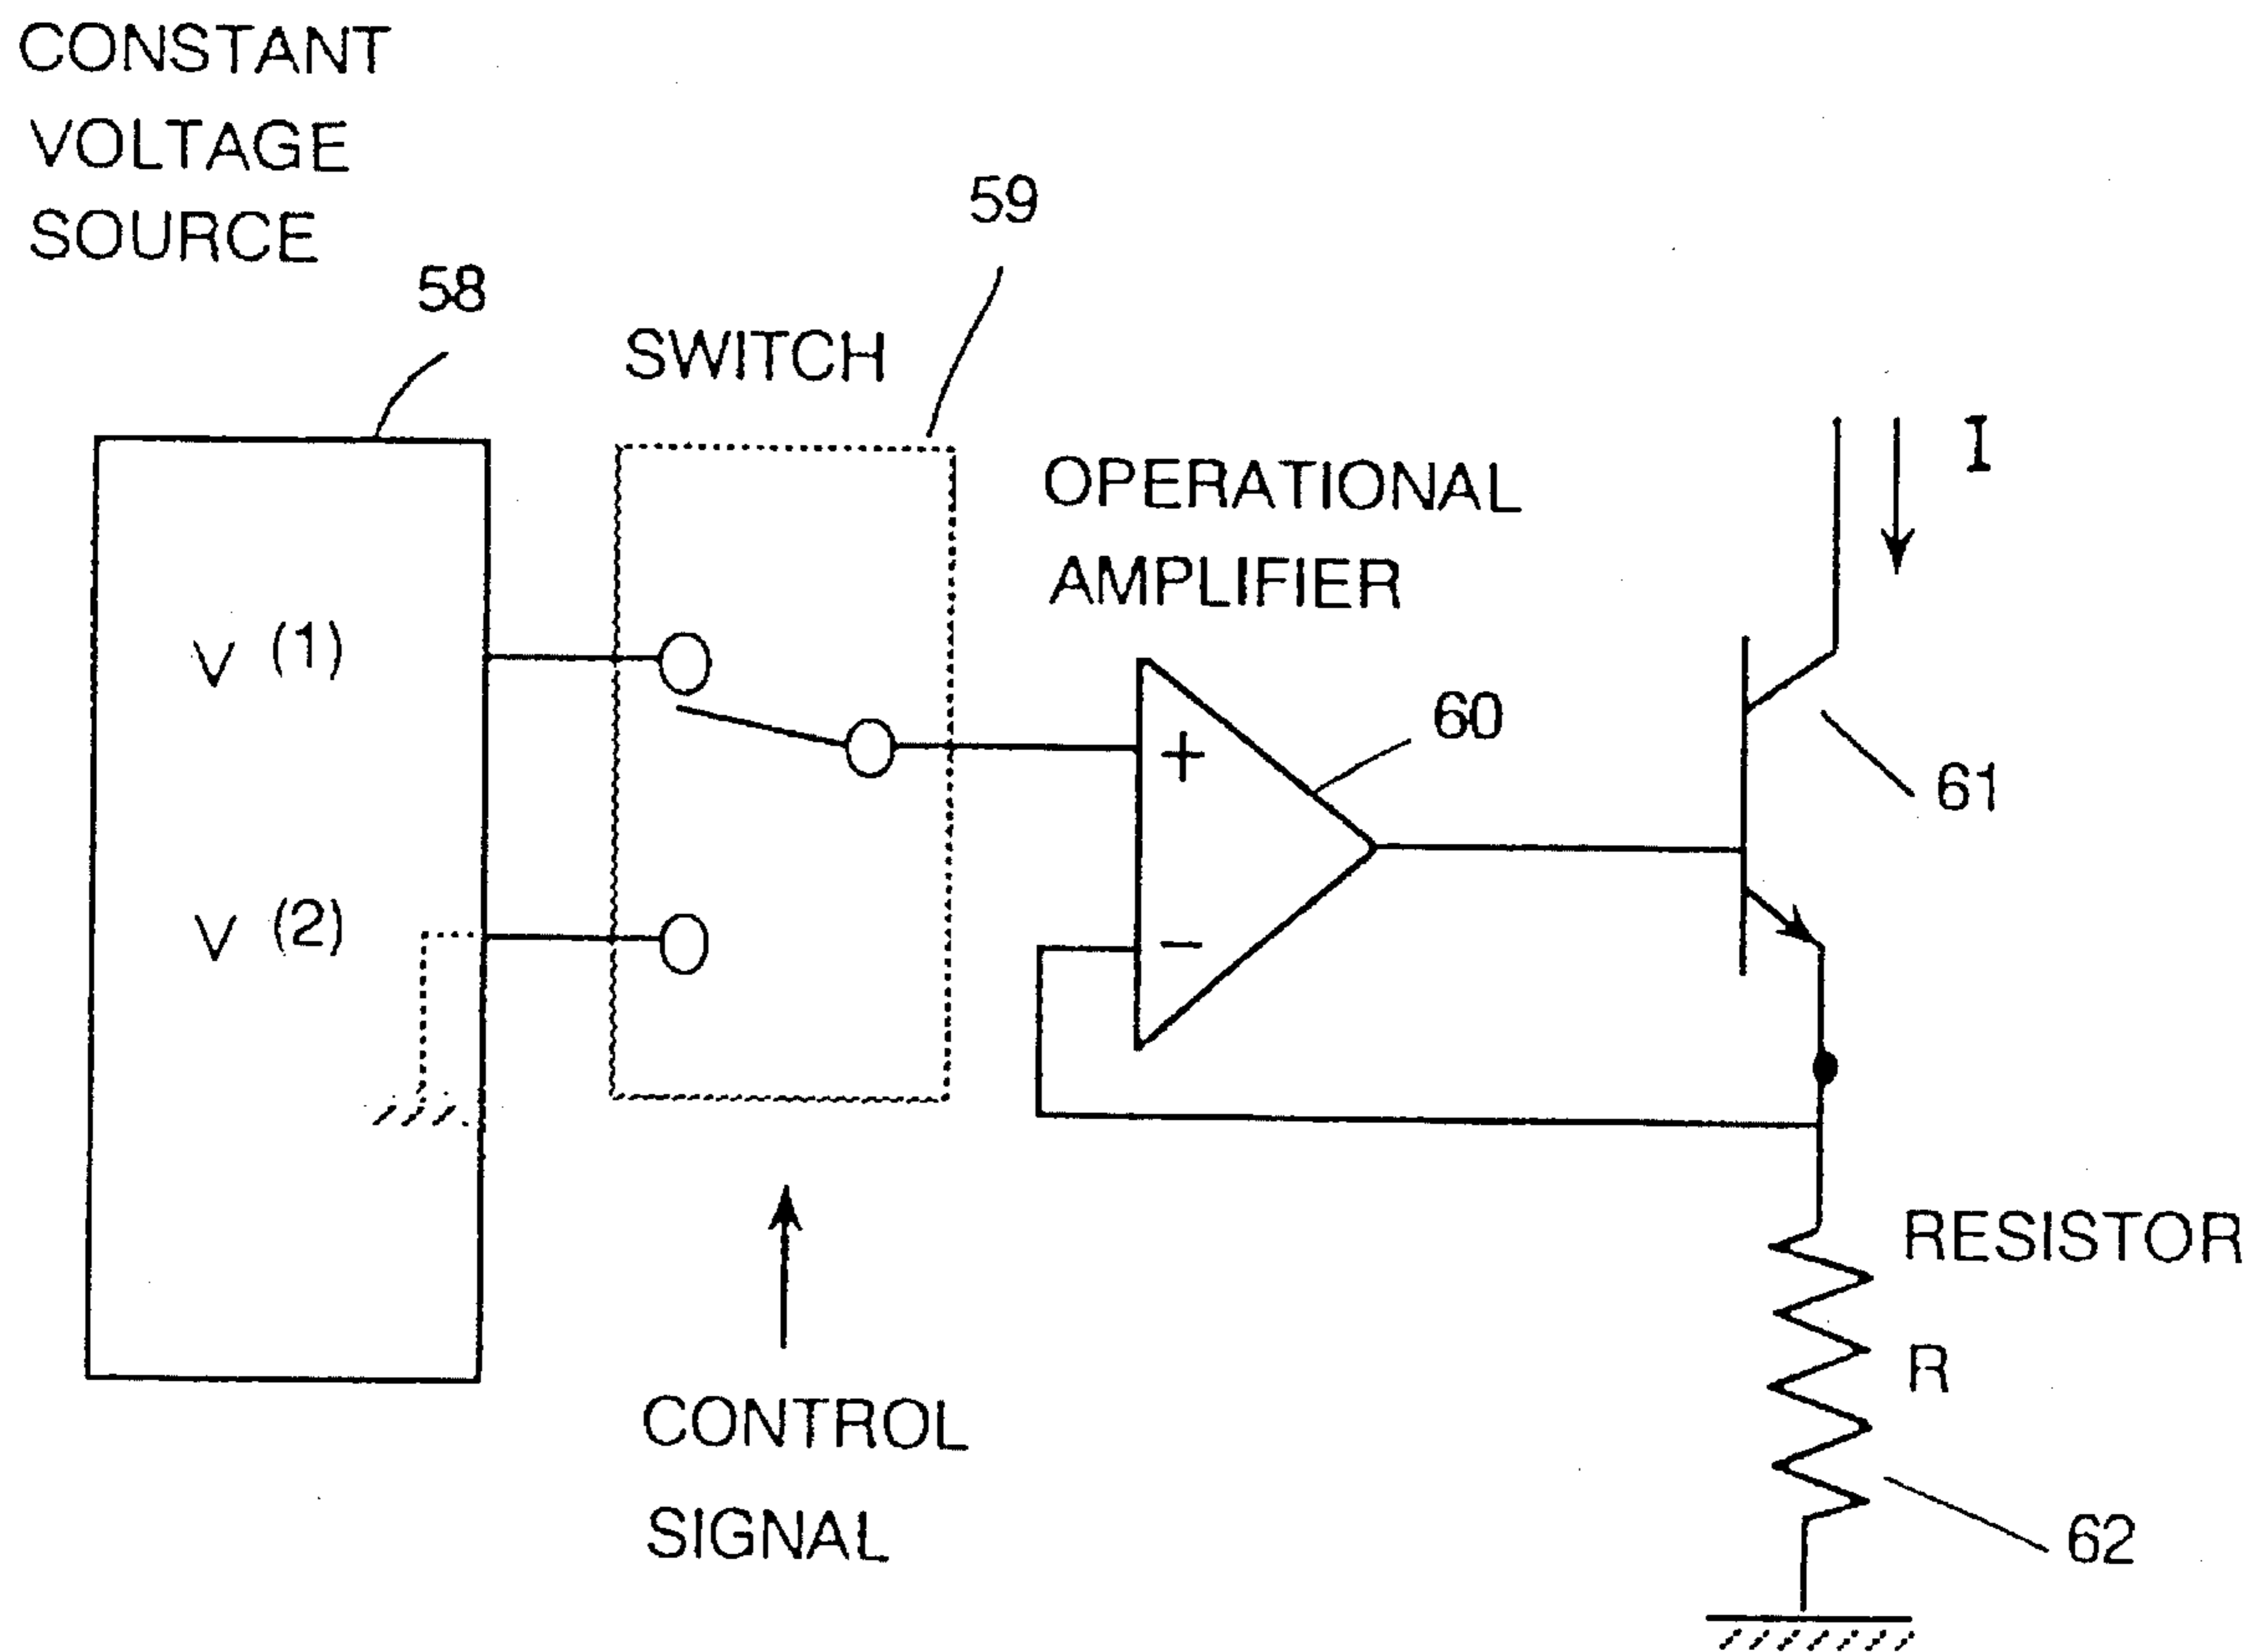 CONSTANT
VOLTAGE
SOURCE
58
59
SWITCH
OPERATIONAL
AMPLIFIER
I
V (1)
60
+
61
V (2)
−
RESISTOR
R
CONTROL
SIGNAL
62